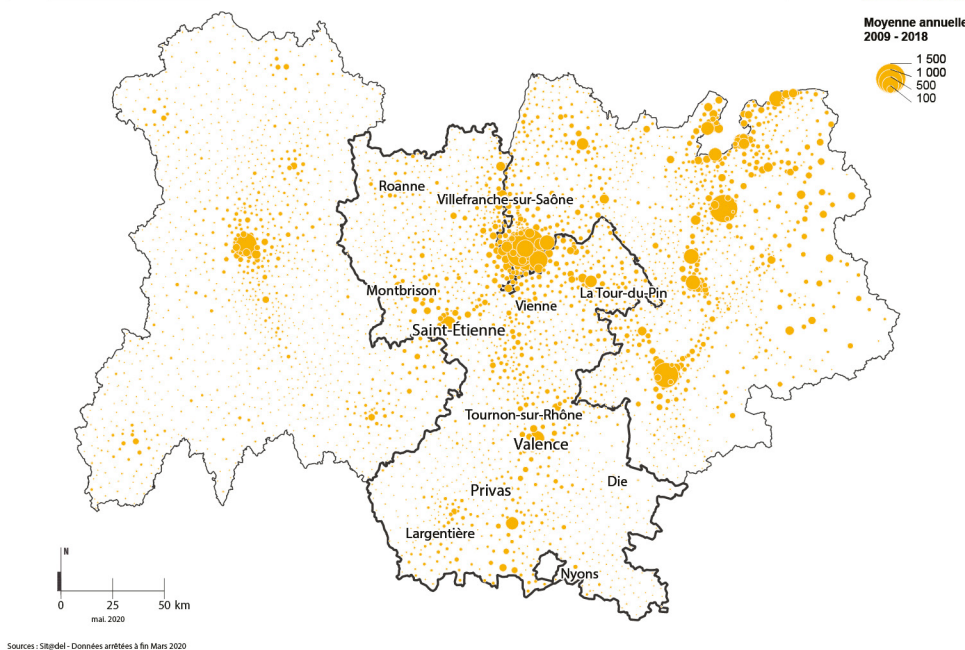 Moyenne annuelle
2009 - 2018
1 500
1 000
500
100
Roanne
Villefranche-sur-Saône
Montbrison
La Tour-du-Pin
Vienne
Saint-Étienne
Tournon-sur-Rhône
Valence
Die
Privas
Largentière
Nyons
N
0 25 50 km
mai. 2020
Sources : Sit@del - Données arrêtées à fin Mars 2020